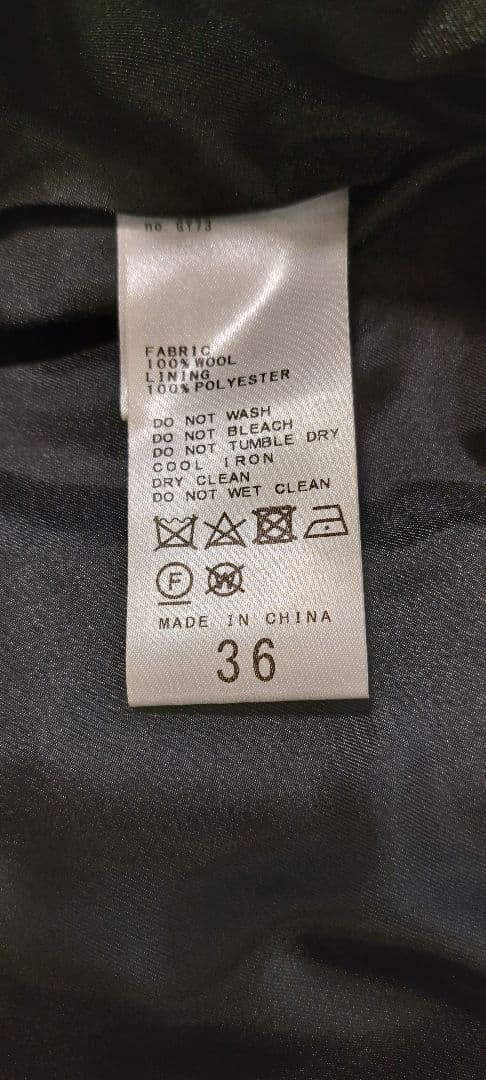 no.
FABRIC
100% WOOL
LINING
100% POLYESTER
DO NOT WASH
DO NOT BLEACH
DO NOT TUMBLE DRY
COOL IRON
DRY CLEAN
DO NOT WET CLEAN
F W
MADE IN CHINA
36